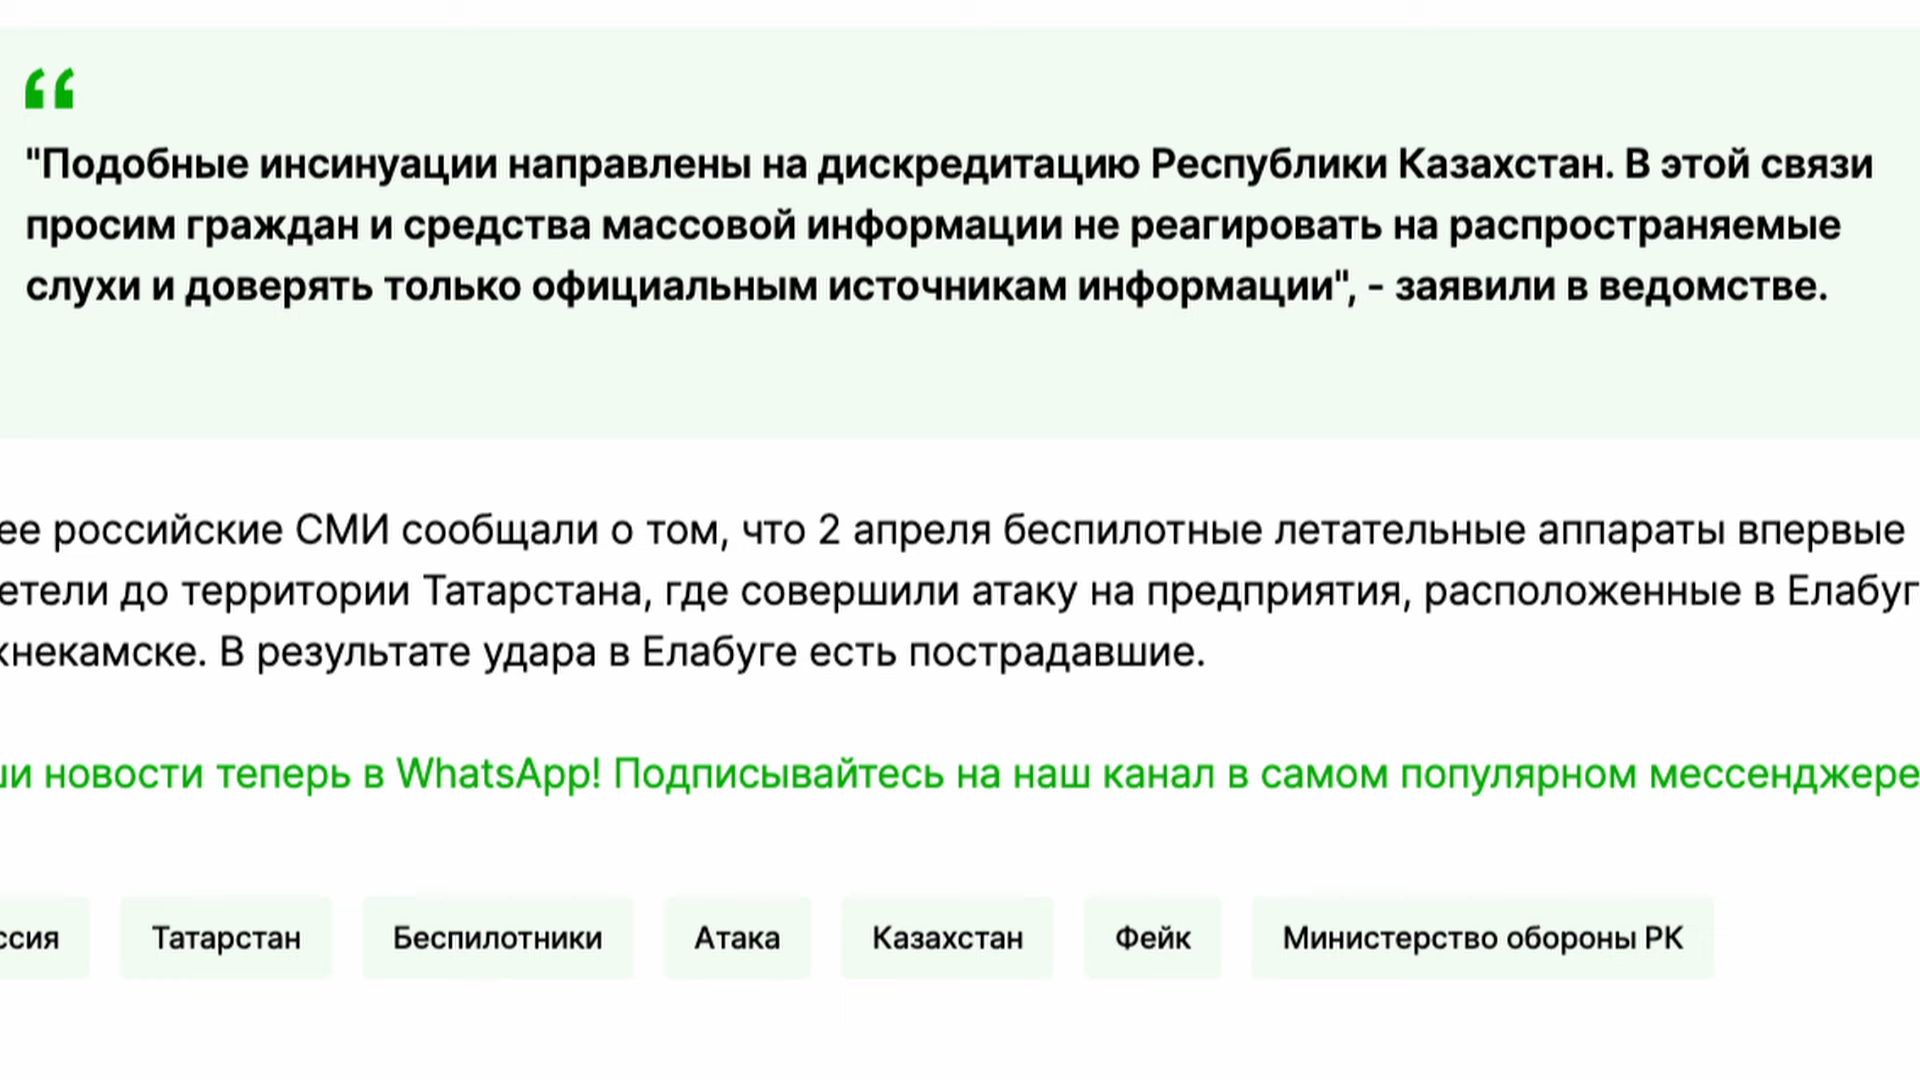 "Подобные инсинуации направлены на дискредитацию Республики Казахстан. В этой связи
просим граждан и средства массовой информации не реагировать на распространяемые
слухи и доверять только официальным источникам информации", - заявили в ведомстве.
ее российские СМИ сообщали о том, что 2 апреля беспилотные летательные аппараты впервые
етели до территории Татарстана, где совершили атаку на предприятия, расположенные в Елабуг
кнекамске. В результате удара в Елабуге есть пострадавшие.
ши новости теперь в WhatsApp! Подписывайтесь на наш канал в самом популярном мессенджере
ссия Татарстан Беспилотники Атака Казахстан Фейк Министерство обороны РК